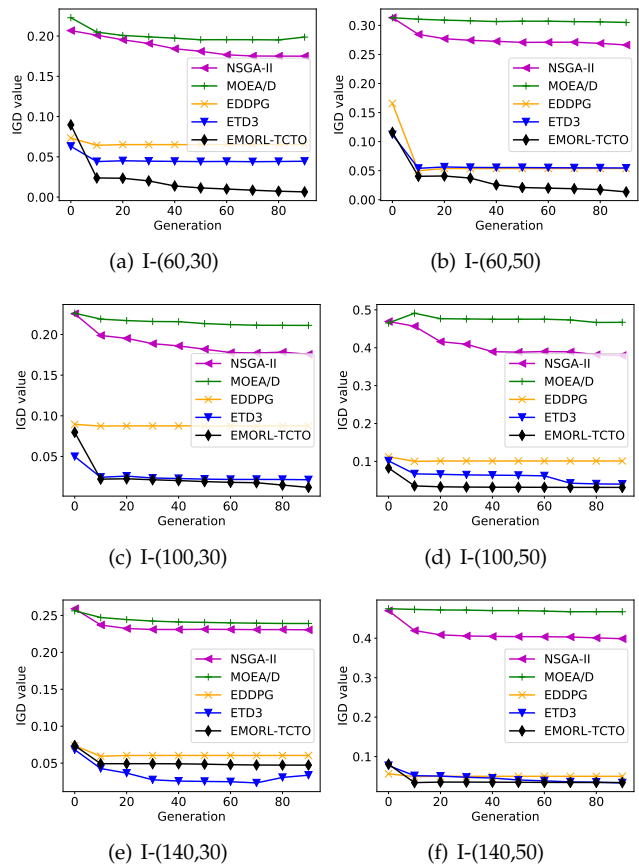 IGD value
0.20
0.15
0.10
0.05
0.00
0
20
40
60
80
Generation
NSGA-II
MOEA/D
EDDPG
ETD3
EMORL-TCTO
(a) I-(60,30)
IGD value
0.30
0.25
0.20
0.15
0.10
0.05
0.00
0
20
40
60
80
Generation
NSGA-II
MOEA/D
EDDPG
ETD3
EMORL-TCTO
(b) I-(60,50)
IGD value
0.20
0.15
0.10
0.05
0
20
40
60
80
Generation
NSGA-II
MOEA/D
EDDPG
ETD3
EMORL-TCTO
(c) I-(100,30)
IGD value
0.5
0.4
0.3
0.2
0.1
0
20
40
60
80
Generation
NSGA-II
MOEA/D
EDDPG
ETD3
EMORL-TCTO
(d) I-(100,50)
IGD value
0.25
0.20
0.15
0.10
0.05
0
20
40
60
80
Generation
NSGA-II
MOEA/D
EDDPG
ETD3
EMORL-TCTO
(e) I-(140,30)
IGD value
0.4
0.3
0.2
0.1
0
20
40
60
80
Generation
NSGA-II
MOEA/D
EDDPG
ETD3
EMORL-TCTO
(f) I-(140,50)